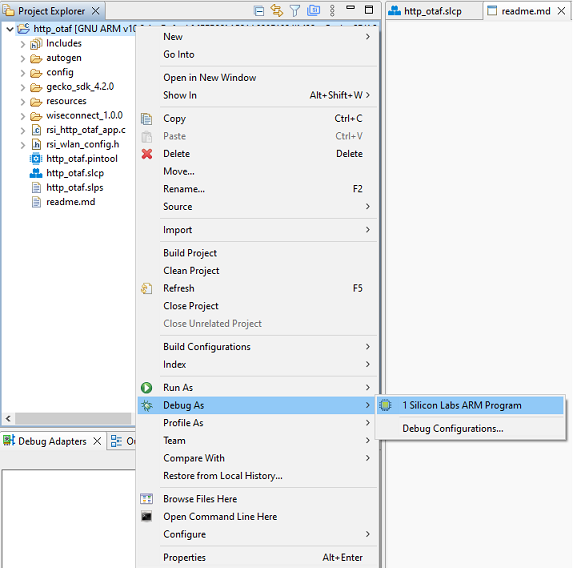 Project Explorer
http_otaf.slcp
readme.md
http_otaf [GNU ARM v10
Includes
autogen
config
gecko_sdk_4.2.0
resources
wiseconnect_1.0.0
rsi_http_otaf_app.c
rsi_wlan_config.h
http_otaf.pintool
http_otaf.slcp
http_otaf.slps
readme.md
New
Go Into
Open in New Window
Show In Alt+Shift+W
Copy Ctrl+C
Paste Ctrl+V
Delete Delete
Move...
Rename... F2
Source
Import
Build Project
Clean Project
Refresh F5
Close Project
Close Unrelated Project
Build Configurations
Index
Run As
Debug As
1 Silicon Labs ARM Program
Debug Configurations...
Profile As
Team
Compare With
Restore from Local History...
Browse Files Here
Open Command Line Here
Configure
Properties Alt+Enter
Debug Adapters
Ou